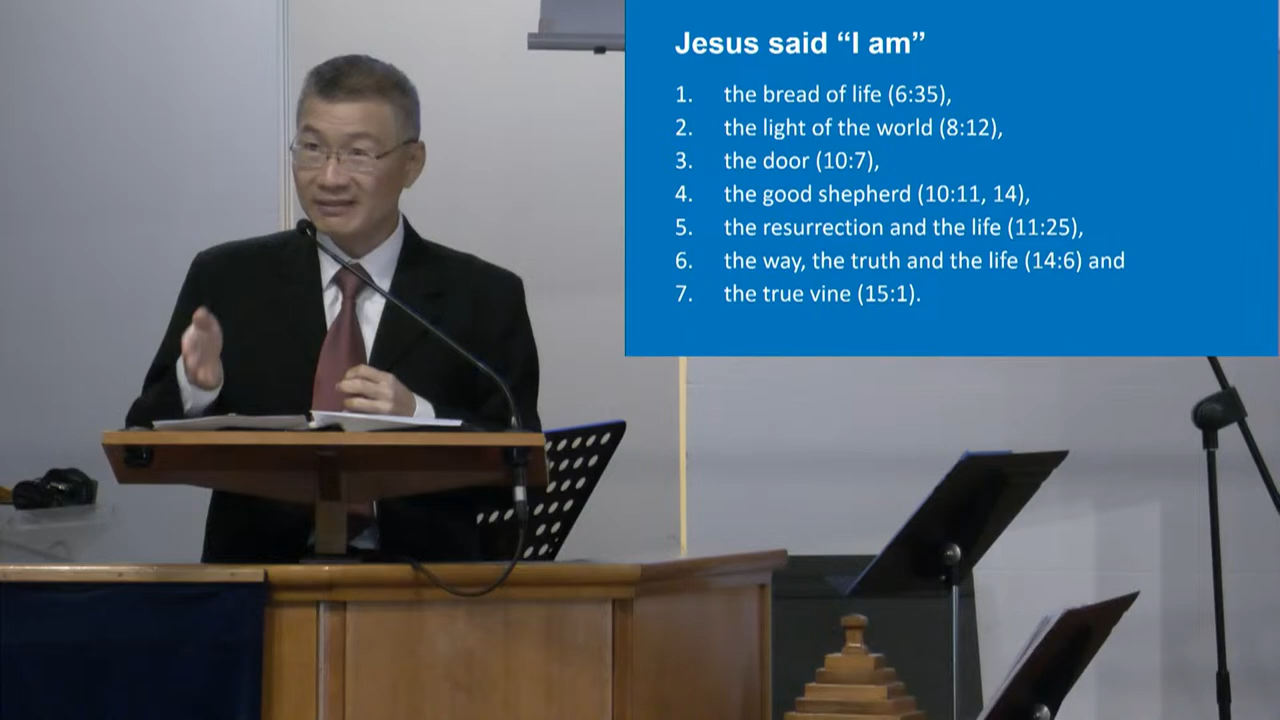 Jesus said “I am”
1. the bread of life (6:35),
2. the light of the world (8:12),
3. the door (10:7),
4. the good shepherd (10:11, 14),
5. the resurrection and the life (11:25),
6. the way, the truth and the life (14:6) and
7. the true vine (15:1).